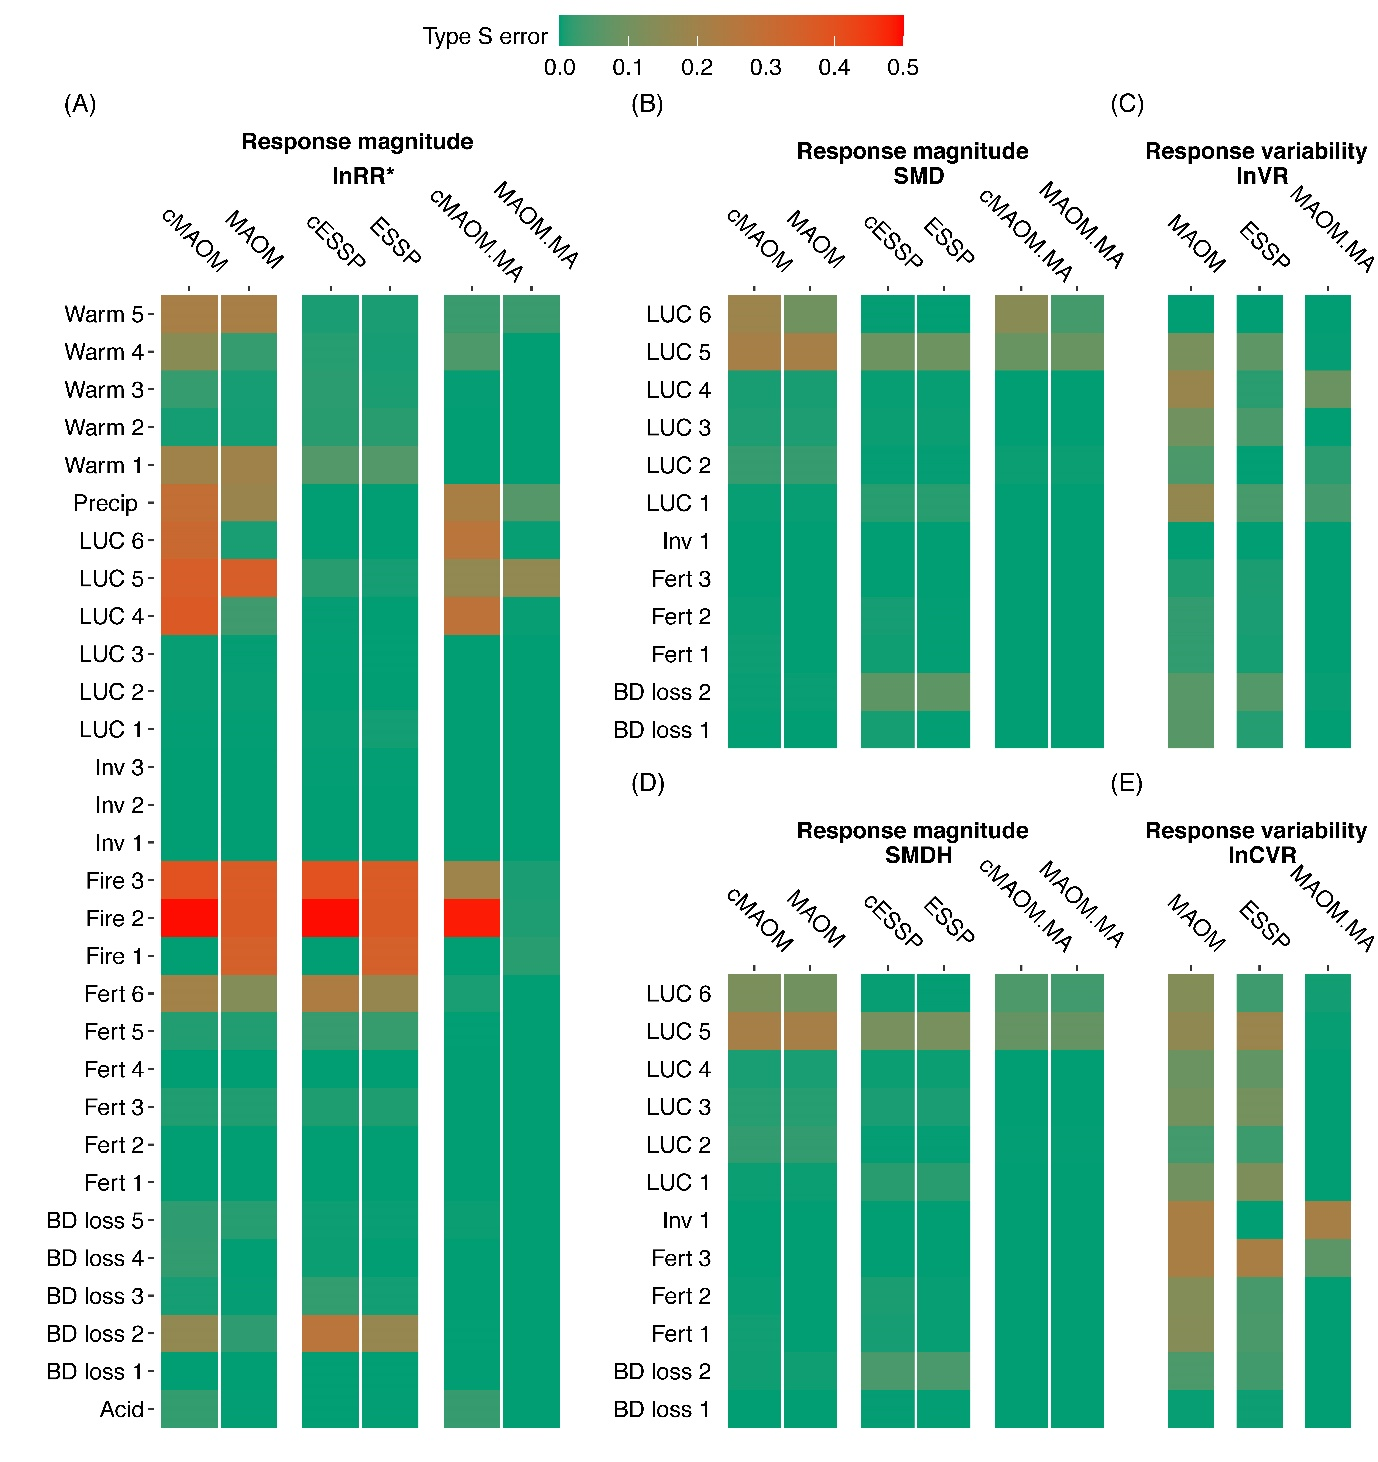 Type S error
0.0 0.1 0.2 0.3 0.4 0.5
(A)
Response magnitude
lnRR*
cMAOM MAOM cESSP ESSP cMAOM.MA MAOM.MA
Warm 5
Warm 4
Warm 3
Warm 2
Warm 1
Precip
LUC 6
LUC 5
LUC 4
LUC 3
LUC 2
LUC 1
Inv 3
Inv 2
Inv 1
Fire 3
Fire 2
Fire 1
Fert 6
Fert 5
Fert 4
Fert 3
Fert 2
Fert 1
BD loss 5
BD loss 4
BD loss 3
BD loss 2
BD loss 1
Acid
(B)
Response magnitude
SMD
cMAOM MAOM cESSP ESSP cMAOM.MA MAOM.MA
LUC 6
LUC 5
LUC 4
LUC 3
LUC 2
LUC 1
Inv 1
Fert 3
Fert 2
Fert 1
BD loss 2
BD loss 1
(C)
Response variability
lnVR
MAOM ESSP MAOM.MA
(D)
Response magnitude
SMDH
cMAOM MAOM cESSP ESSP cMAOM.MA MAOM.MA
LUC 6
LUC 5
LUC 4
LUC 3
LUC 2
LUC 1
Inv 1
Fert 3
Fert 2
Fert 1
BD loss 2
BD loss 1
(E)
Response variability
lnCVR
MAOM ESSP MAOM.MA